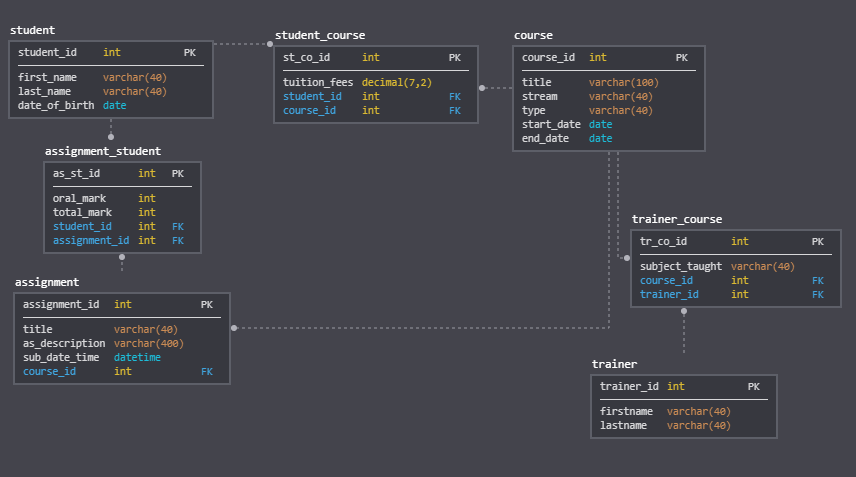 student
student_id int PK
first_name varchar(40)
last_name varchar(40)
date_of_birth date
student_course
st_co_id int PK
tuition_fees decimal(7,2)
student_id int FK
course_id int FK
course
course_id int PK
title varchar(100)
stream varchar(40)
type varchar(40)
start_date date
end_date date
assignment_student
as_st_id int PK
oral_mark int
total_mark int
student_id int FK
assignment_id int FK
trainer_course
tr_co_id int PK
subject_taught varchar(40)
course_id int FK
trainer_id int FK
assignment
assignment_id int PK
title varchar(40)
as_description varchar(400)
sub_date_time datetime
course_id int FK
trainer
trainer_id int PK
firstname varchar(40)
lastname varchar(40)